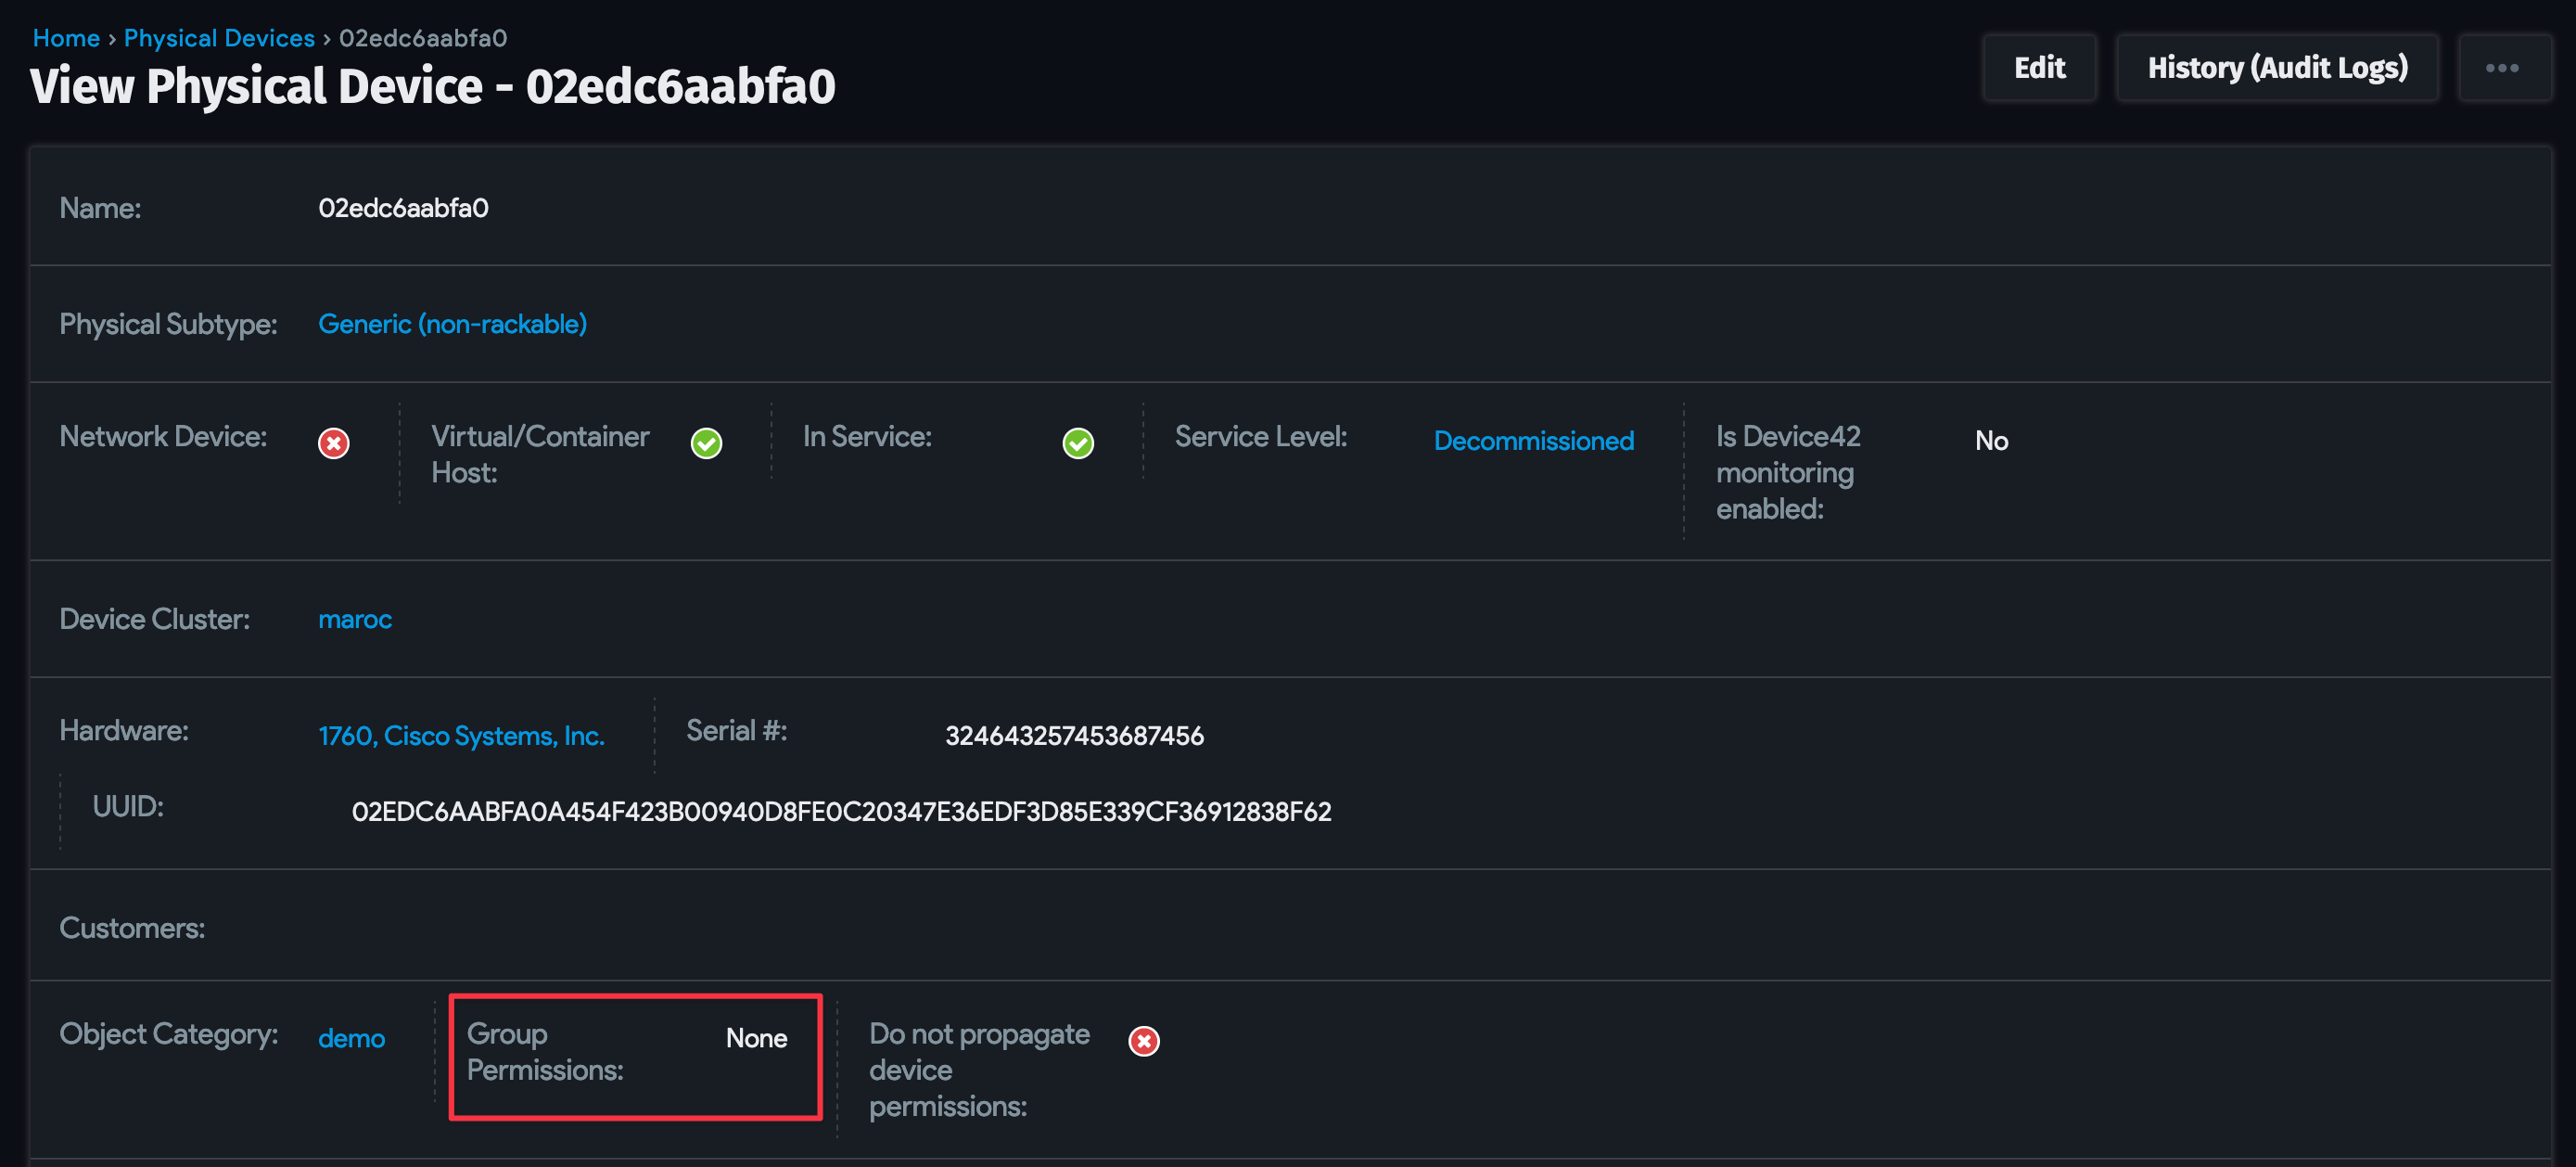 Home › Physical Devices › 02edc6aabfa0
View Physical Device - 02edc6aabfa0
Edit
History (Audit Logs)
Name: 02edc6aabfa0
Physical Subtype: Generic (non-rackable)
Network Device:
Virtual/Container
Host:
In Service:
Service Level: Decommissioned
Is Device42
monitoring
enabled:
No
Device Cluster: maroc
Hardware: 1760, Cisco Systems, Inc.
Serial #: 324643257453687456
UUID: 02EDC6AABFA0A454F423B00940D8FE0C20347E36EDF3D85E339CF36912838F62
Customers:
Object Category: demo
Group
Permissions:
None
Do not propagate
device
permissions: